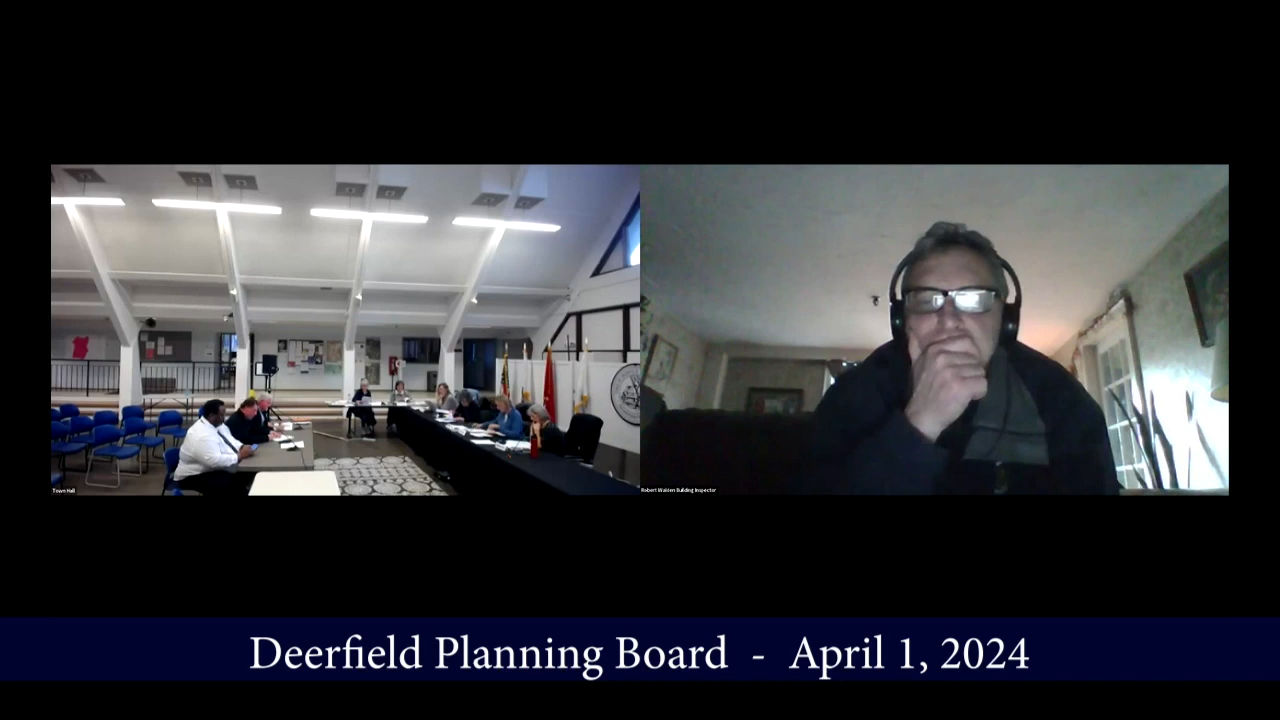 Town Hall
Robert Walden Building Inspector
Deerfield Planning Board - April 1, 2024